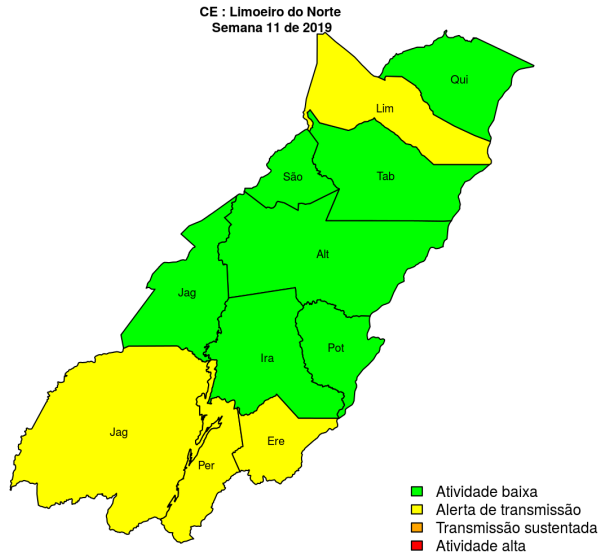 CE : Limoeiro do Norte
Semana 11 de 2019
Qui
Lim
São
Tab
Alt
Jag
Ira
Pot
Jag
Ere
Per
Atividade baixa
Alerta de transmissão
Transmissão sustentada
Atividade alta